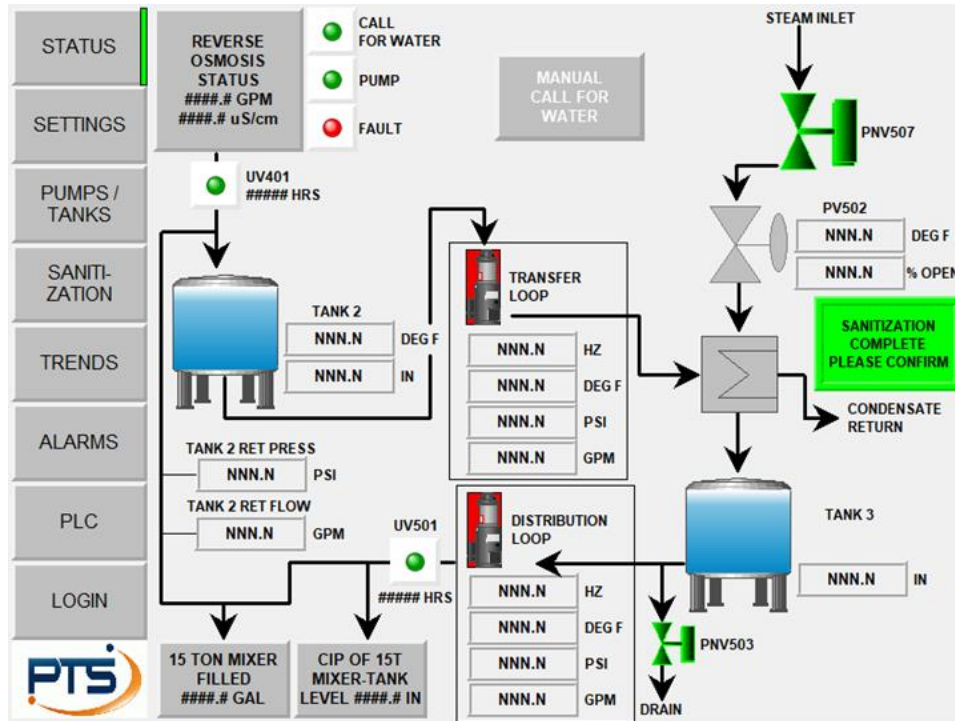 STATUS
SETTINGS
PUMPS /
TANKS
SANITI-
ZATION
TRENDS
ALARMS
PLC
LOGIN
PTS
REVERSE
OSMOSIS
STATUS
####.# GPM
####.# uS/cm
CALL
FOR WATER
PUMP
FAULT
MANUAL
CALL FOR
WATER
STEAM INLET
PNV507
UV401
##### HRS
PV502
NNN.N DEG F
NNN.N % OPEN
TANK 2
NNN.N DEG F
NNN.N IN
TRANSFER
LOOP
NNN.N HZ
NNN.N DEG F
NNN.N PSI
NNN.N GPM
SANITIZATION
COMPLETE
PLEASE CONFIRM
CONDENSATE
RETURN
TANK 2 RET PRESS
NNN.N PSI
TANK 2 RET FLOW
NNN.N GPM
UV501
##### HRS
DISTRIBUTION
LOOP
NNN.N HZ
NNN.N DEG F
NNN.N PSI
NNN.N GPM
TANK 3
NNN.N IN
PNV503
DRAIN
15 TON MIXER
FILLED
####.# GAL
CIP OF 15T
MIXER-TANK
LEVEL ####.# IN